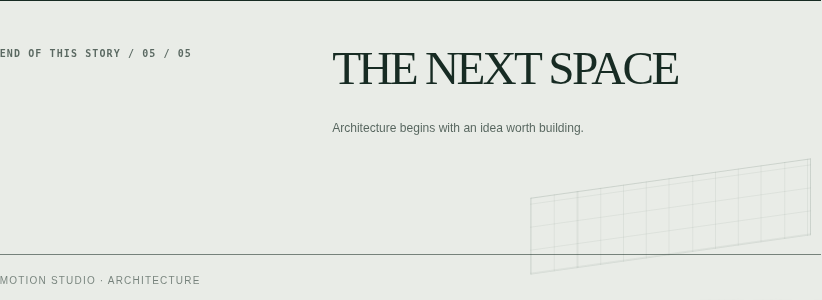 END OF THIS STORY / 05 / 05
THE NEXT SPACE
Architecture begins with an idea worth building.
MOTION STUDIO · ARCHITECTURE